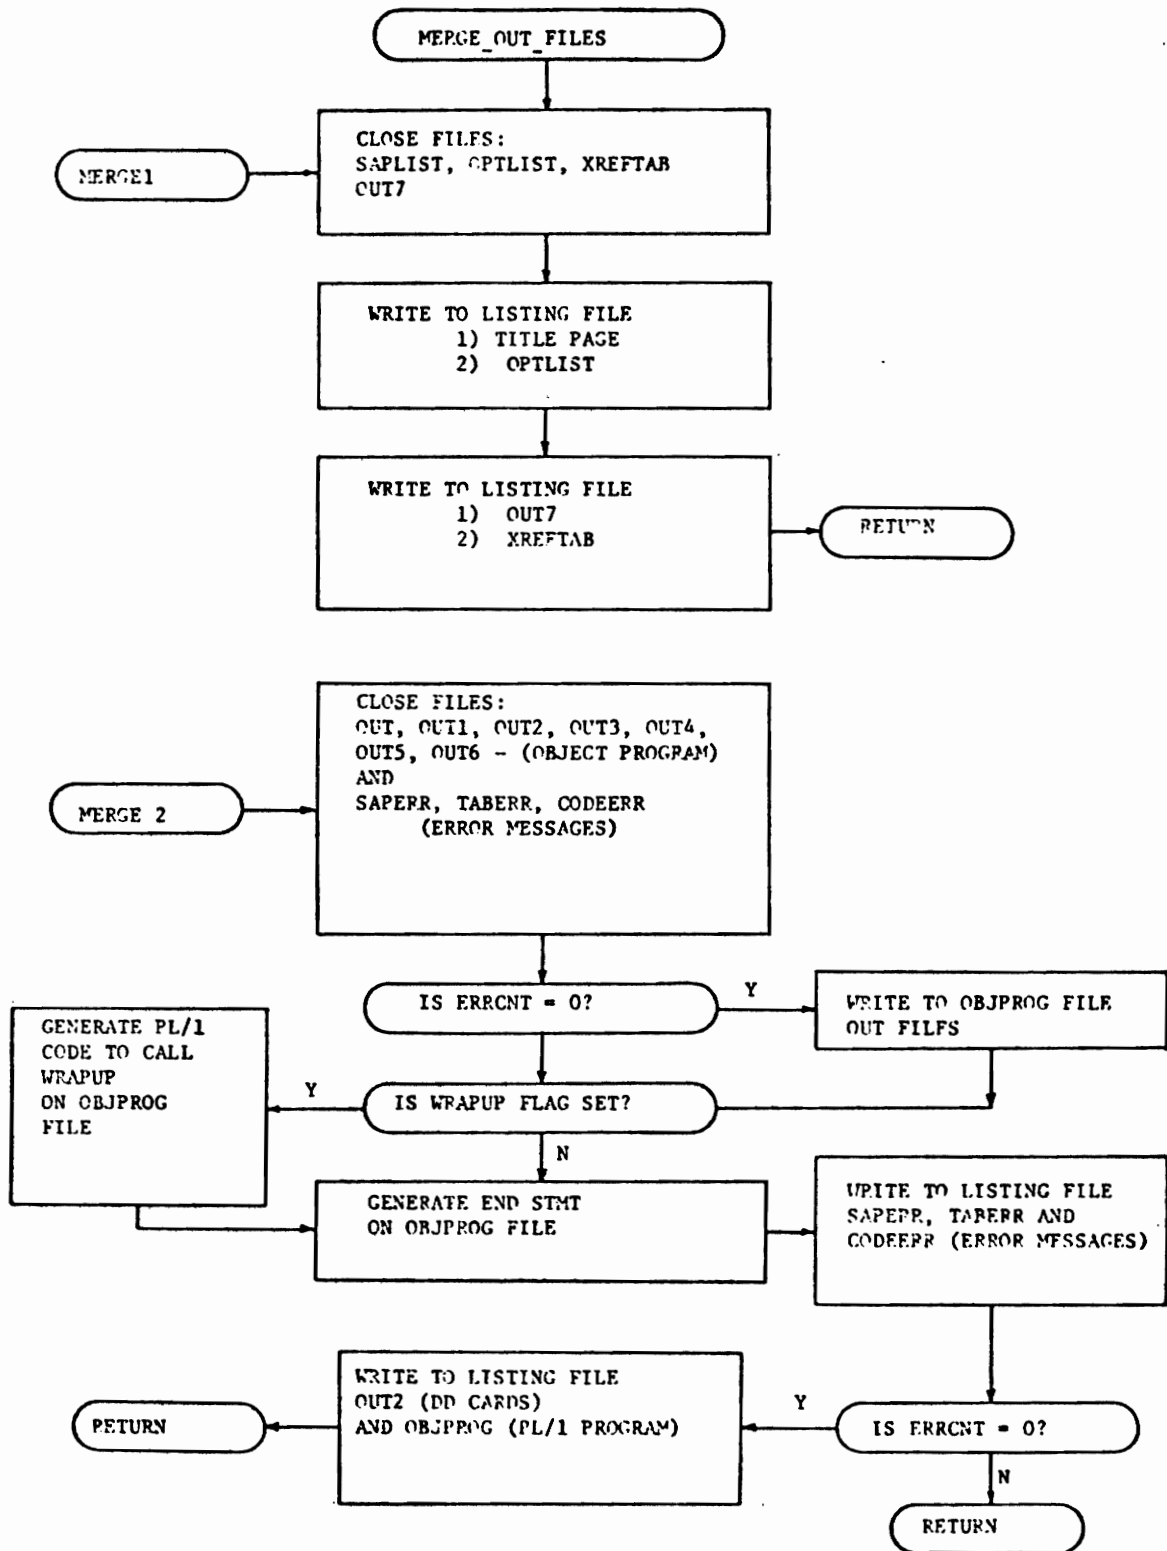 MERGE_OUT_FILES
CLOSE FILES:
SAPLIST, OPTLIST, XREFTAB
OUT7
MERGE1
WRITE TO LISTING FILE
1) TITLE PAGE
2) OPTLIST
WRITE TO LISTING FILE
1) OUT7
2) XREFTAB
RETURN
CLOSE FILES:
OUT, OUT1, OUT2, OUT3, OUT4,
OUT5, OUT6 - (OBJECT PROGRAM)
AND
SAPERR, TABERR, CODEERR
(ERROR MESSAGES)
MERGE 2
IS ERRCNT = 0?
Y
WRITE TO OBJPROG FILE
OUT FILES
GENERATE PL/1
CODE TO CALL
WRAPUP
ON OBJPROG
FILE
Y
IS WRAPUP FLAG SET?
N
GENERATE END STMT
ON OBJPROG FILE
WRITE TO LISTING FILE
SAPERR, TABERR AND
CODEERR (ERROR MESSAGES)
WRITE TO LISTING FILE
OUT2 (DD CARDS)
AND OBJPROG (PL/1 PROGRAM)
RETURN
Y
IS ERRCNT = 0?
N
RETURN